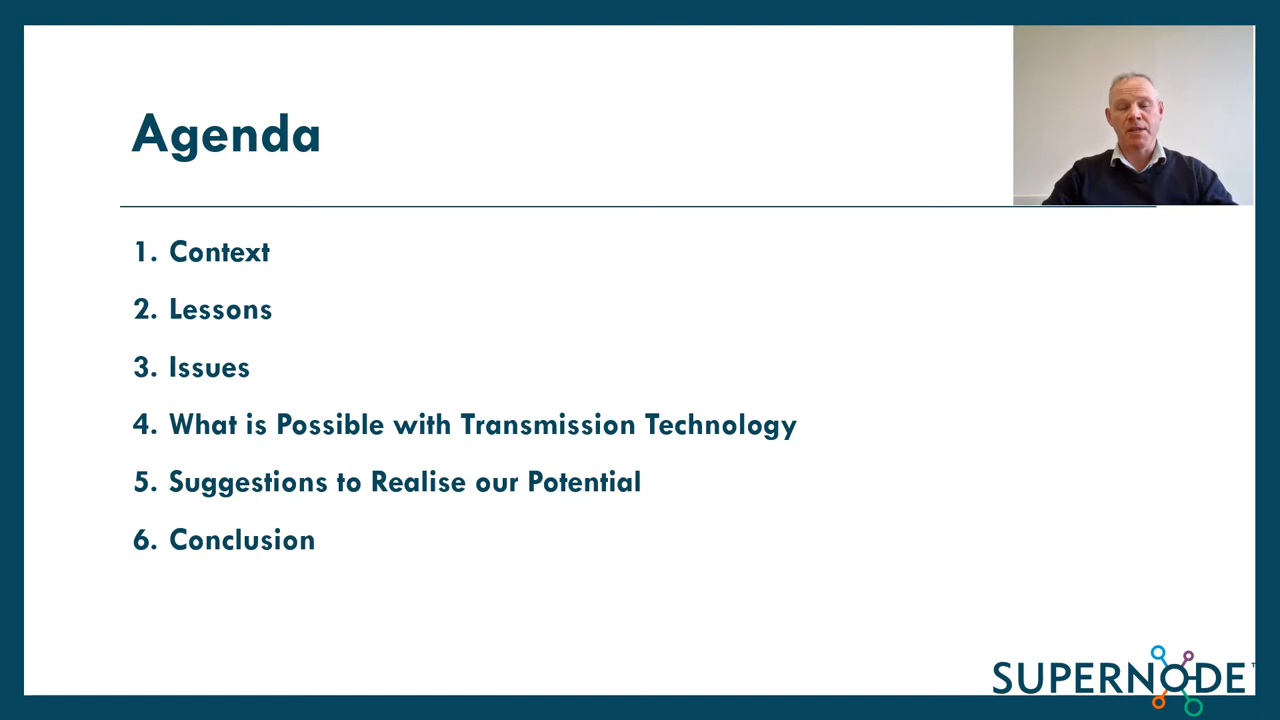 Agenda
1. Context
2. Lessons
3. Issues
4. What is Possible with Transmission Technology
5. Suggestions to Realise our Potential
6. Conclusion
SUPERNODE™